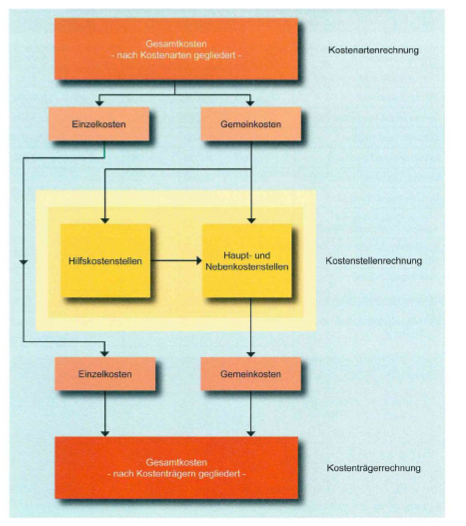 Gesamtkosten
- nach Kostenarten gegliedert -
Kostenartenrechnung
Einzelkosten
Gemeinkosten
Hilfskostenstellen
Haupt- und
Nebenkostenstellen
Kostenstellenrechnung
Einzelkosten
Gemeinkosten
Gesamtkosten
- nach Kostenträgern gegliedert -
Kostenträgerrechnung